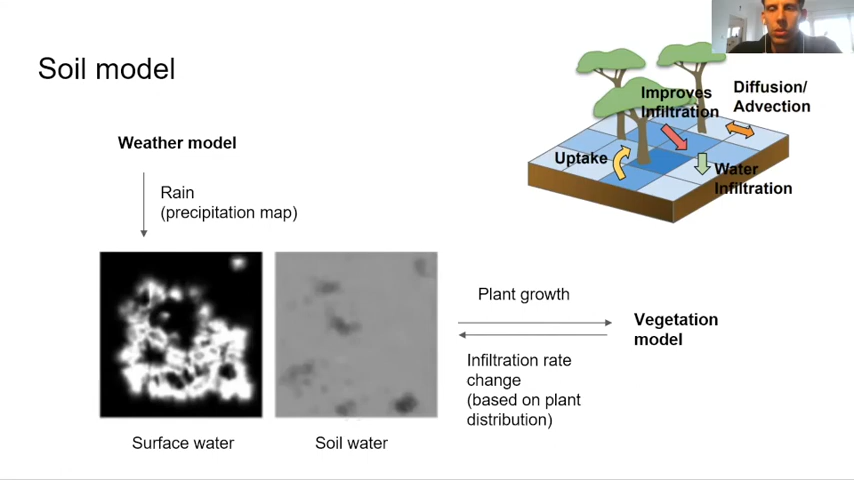 Soil model
Improves
Infiltration
Diffusion/
Advection
Uptake
Water
Infiltration
Weather model
Rain
(precipitation map)
Plant growth
Vegetation
model
Infiltration rate
change
(based on plant
distribution)
Surface water
Soil water